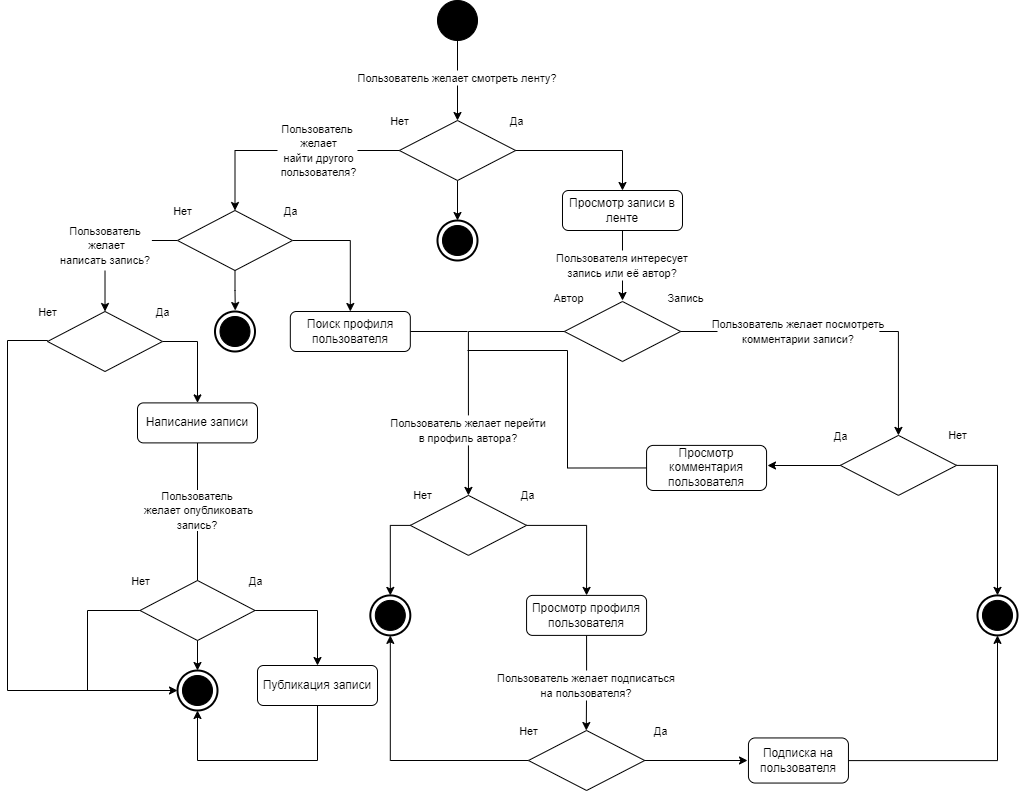 Пользователь желает смотреть ленту?
Нет
Да
Пользователь
желает
найти другого
пользователя?
Просмотр записи в
ленте
Нет
Да
Пользователь
желает
написать запись?
Пользователя интересует
запись или её автор?
Автор
Запись
Нет
Да
Поиск профиля
пользователя
Пользователь желает посмотреть
комментарии записи?
Написание записи
Пользователь желает перейти
в профиль автора?
Да
Нет
Просмотр
комментария
пользователя
Пользователь
желает опубликовать
запись?
Нет
Да
Нет
Да
Просмотр профиля
пользователя
Публикация записи
Пользователь желает подписаться
на пользователя?
Нет
Да
Подписка на
пользователя